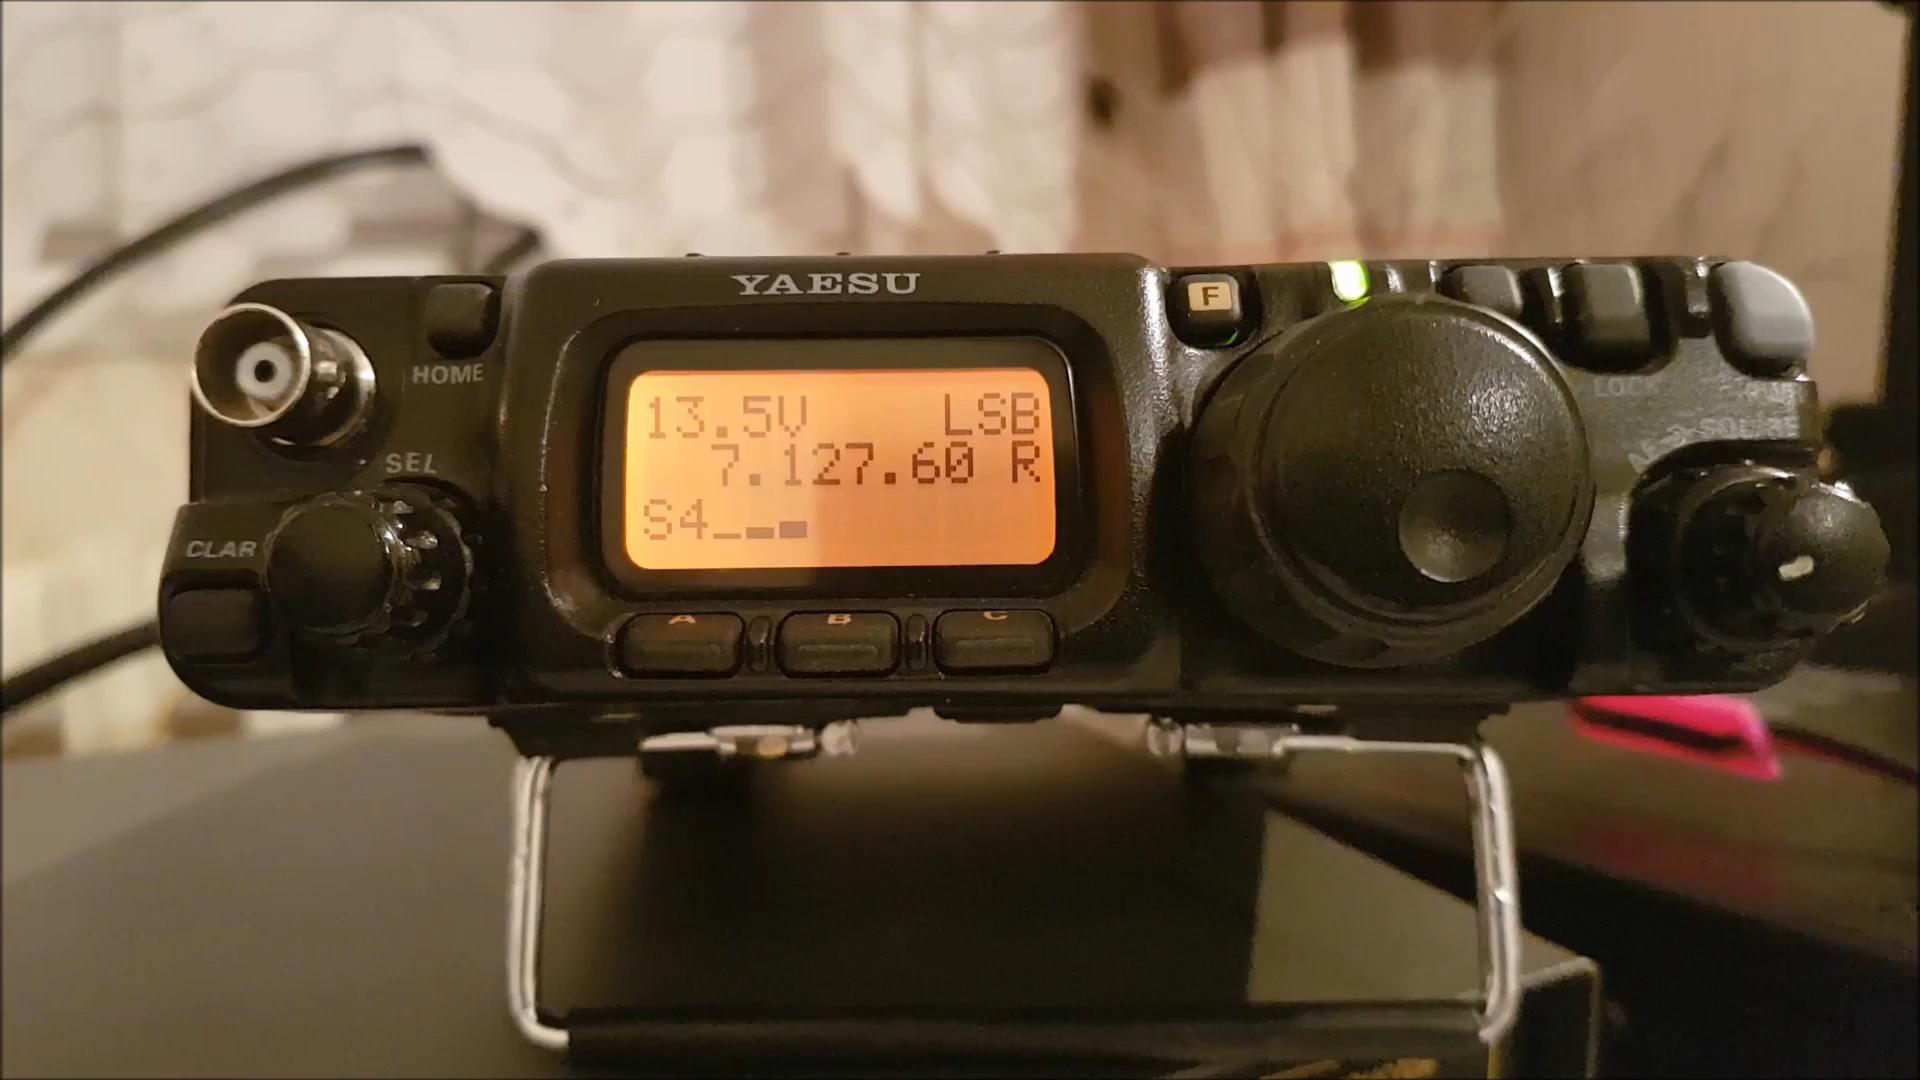 YAESU
F
HOME
13.5V LSB
7.127.60 R
S4
SEL
CLAR
LOCK
A B C